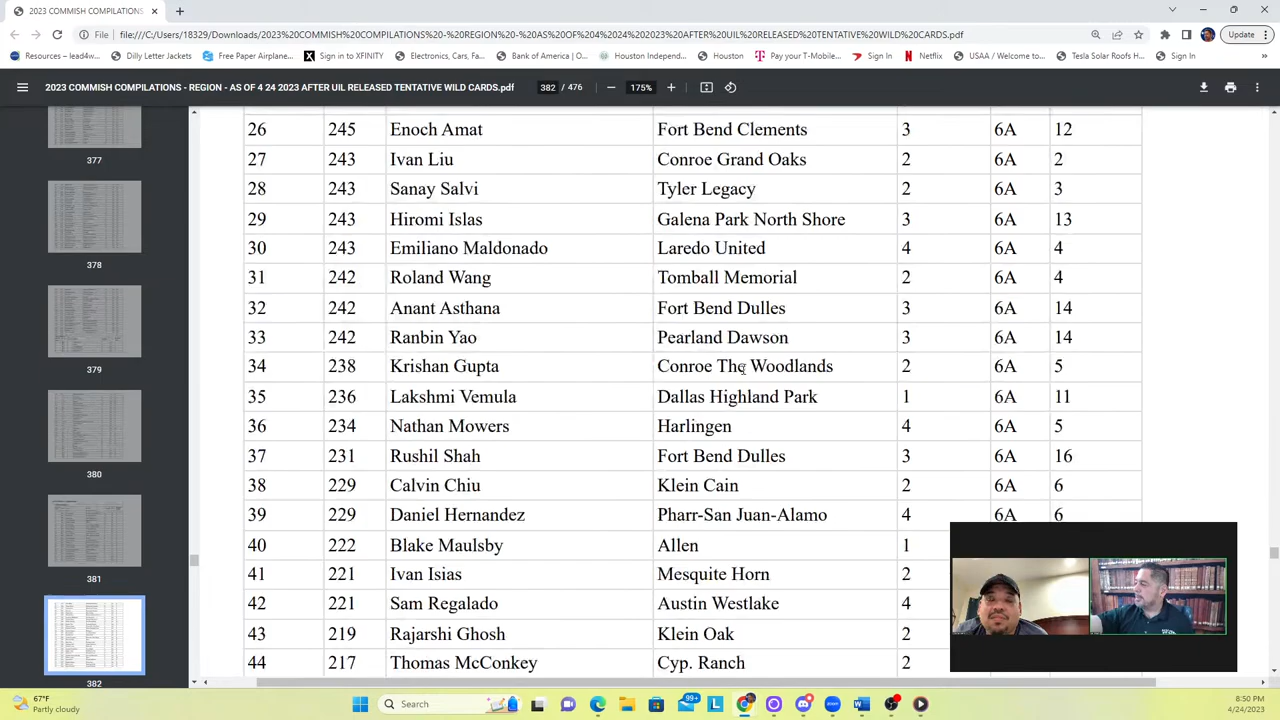 2023 COMMISH COMPILATIONS
File file:///C:/Users/18329/Downloads/2023%20COMMISH%20COMPILATIONS%20-%20REGION%20-%20AS%20OF%204%2024%202023%20AFTER%20UIL%20RELEASED%20TENTATIVE%20WILD%20CARDS.pdf Update
Resources – lead4w... Dilly Letter Jackets Free Paper Airplane... Sign in to XFINITY Electronics, Cars, Fa... Bank of America | O... Houston Independ... Houston Pay your T-Mobile... Sign In Netflix USAA / Welcome to... Tesla Solar Roofs | H... Sign In
2023 COMMISH COMPILATIONS - REGION - AS OF 4 24 2023 AFTER UIL RELEASED TENTATIVE WILD CARDS.pdf 382 / 476 175%
377
378
379
380
381
382
26 225 Enoch Amat Fort Bend Clements 3 6A 12
27 243 Ivan Liu Conroe Grand Oaks 2 6A 2
28 243 Sanay Salvi Tyler Legacy 2 6A 3
29 243 Hiromi Islas Galena Park North Shore 3 6A 13
30 243 Emiliano Maldonado Laredo United 4 6A 4
31 242 Roland Wang Tomball Memorial 2 6A 4
32 239 Anant Asthana Fort Bend Dulles 3 6A 14
33 239 Ranbin Yao Pearland Dawson 3 6A 14
34 238 Krishan Gupta Conroe The Woodlands 2 6A 5
35 236 Lakshmi Vemula Dallas Highland Park 1 6A 11
36 234 Nathan Mowers Harlingen 4 6A 5
37 231 Rushil Shah Fort Bend Dulles 3 6A 16
38 229 Calvin Chiu Klein Cain 2 6A 6
39 229 Daniel Hernandez Pharr-San Juan-Alamo 4 6A 6
40 222 Blake Maulsby Allen 1
41 221 Ivan Isias Mesquite Horn 2
42 221 Sam Regalado Austin Westlake 4
43 219 Rajarshi Ghosh Klein Oak 2
44 217 Thomas McConkey Cyp. Ranch 2
67°F
Partly cloudy
Search
99+
8:50 PM
4/24/2023